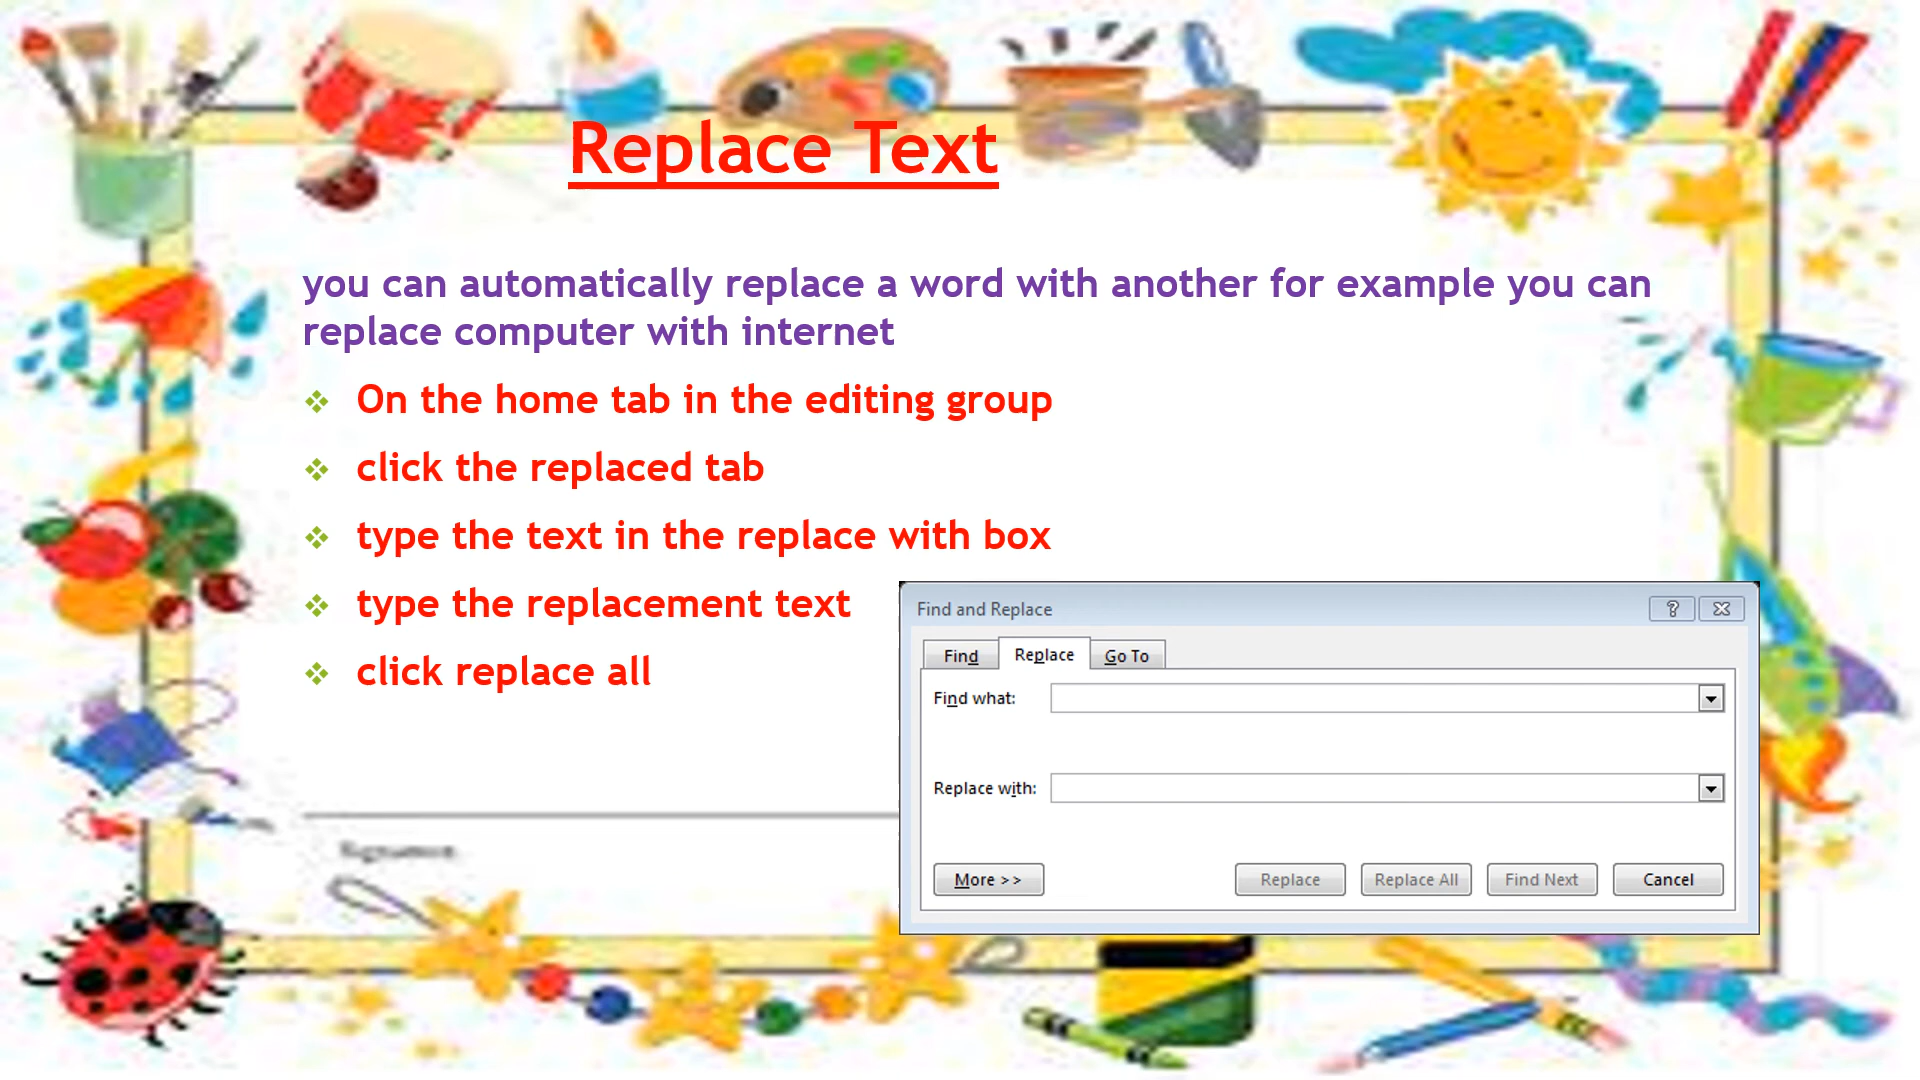 Replace Text
you can automatically replace a word with another for example you can
replace computer with internet
❖ On the home tab in the editing group
❖ click the replaced tab
❖ type the text in the replace with box
❖ type the replacement text
❖ click replace all
Find and Replace
Find Replace Go To
Find what:
Replace with:
More >> Replace Replace All Find Next Cancel